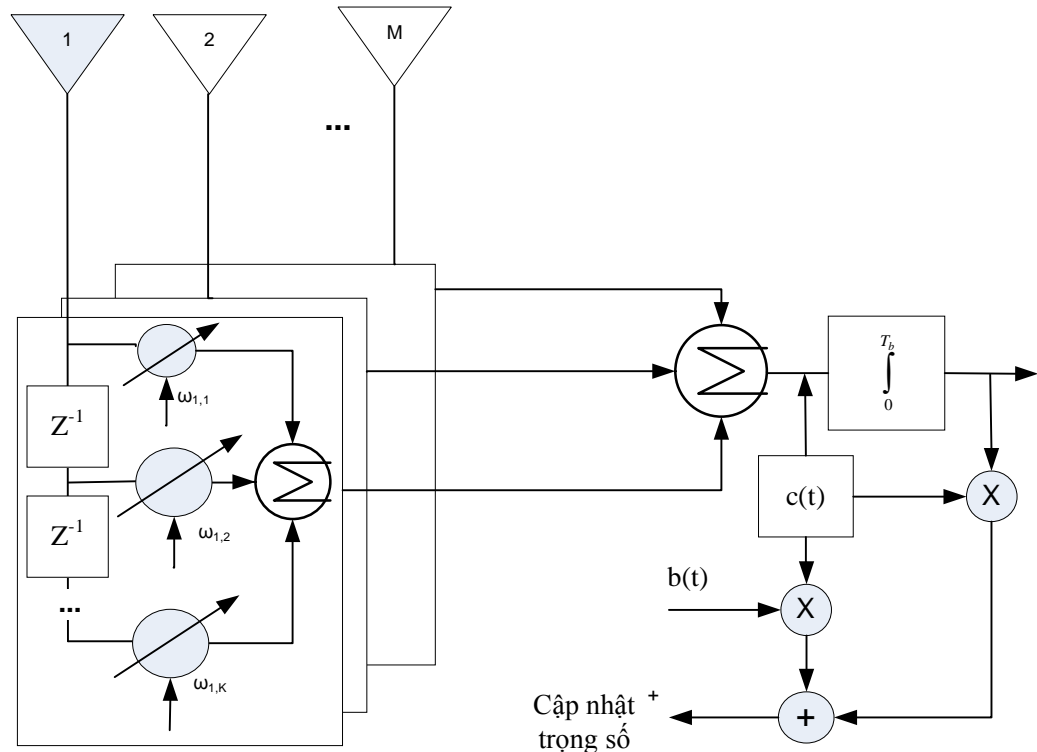 1
2
M
...
ω1,1
Z-1
ω1,2
Z-1
...
ω1,K
Σ
Σ
∫
Tb
0
c(t)
X
b(t)
X
+
Cập nhật +
trọng số